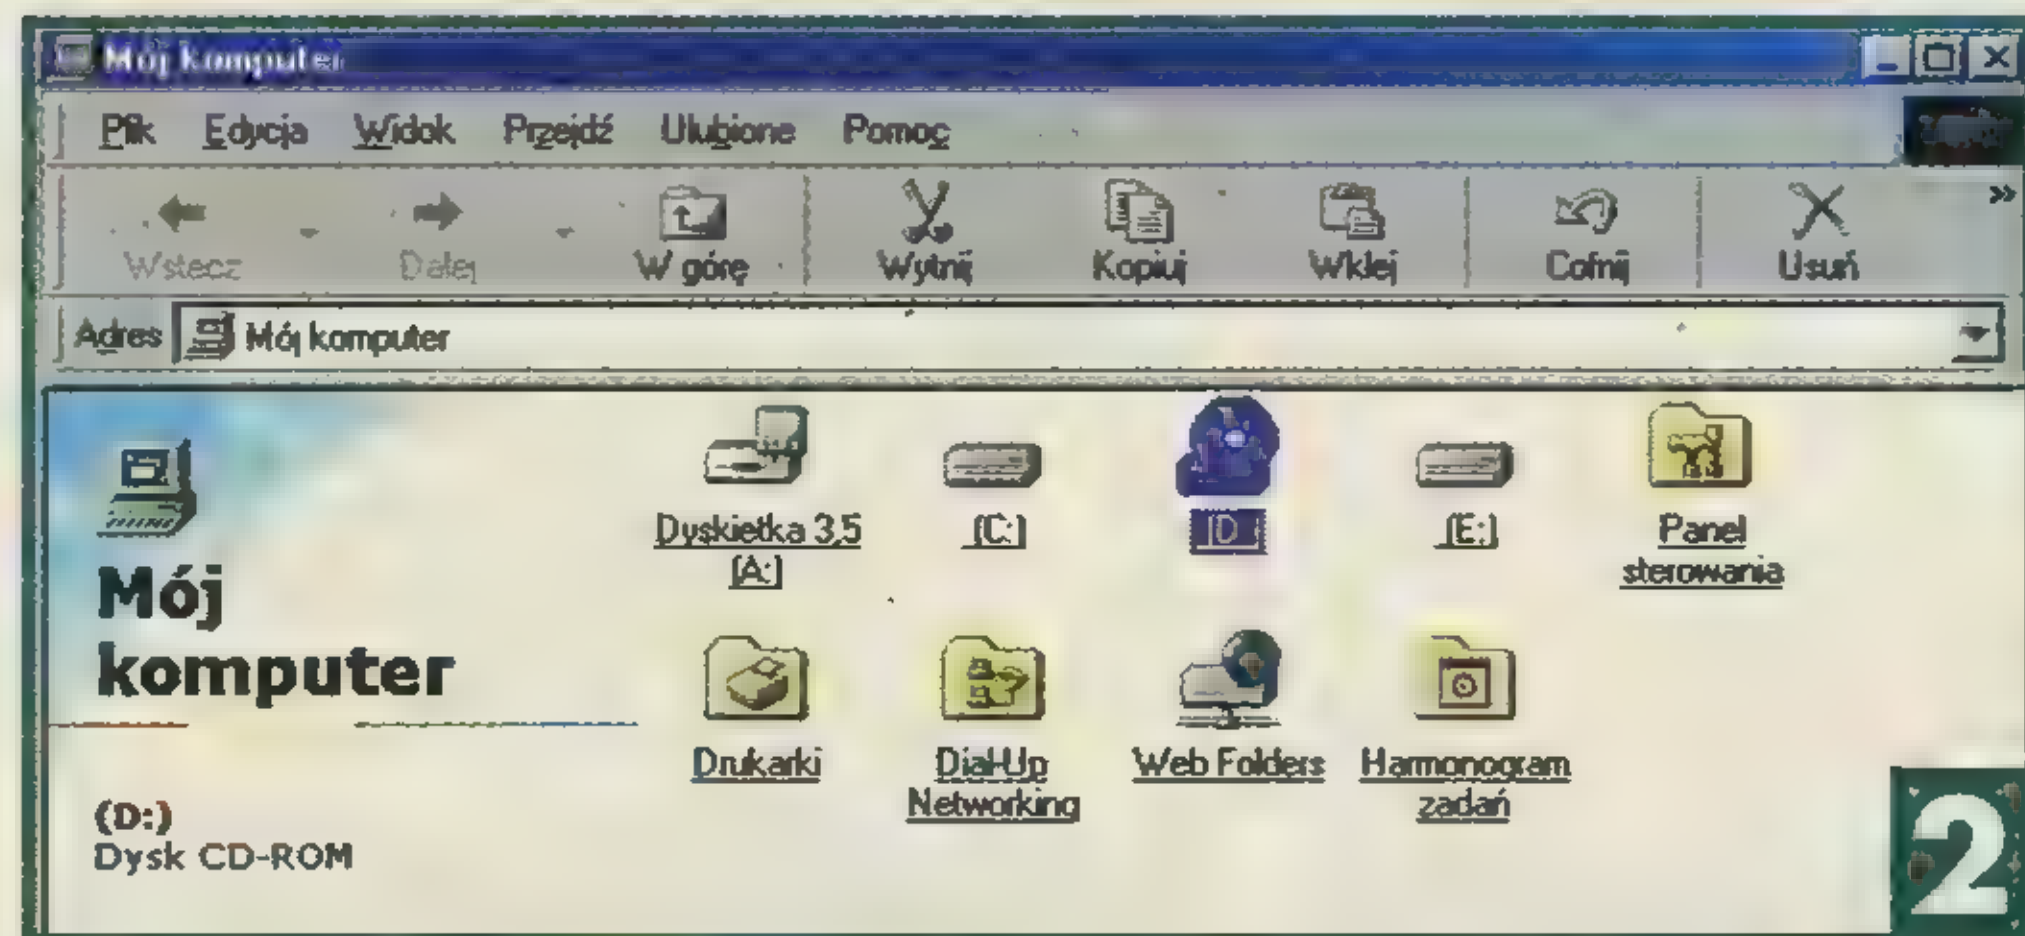 Mój komputer
Plik Edycja Widok Przejdź Ulubione Pomoc
Wstecz Dalej W górę Wytnij Kopiuj Wklej Cofnij Usuń
Adres Mój komputer
Mój
komputer
(D:)
Dysk CD-ROM
Dyskietka 3,5
(A:)
(C:)
(D:)
(E:)
Panel
sterowania
Drukarki
Dial-Up
Networking
Web Folders
Harmonogram
zadań
2